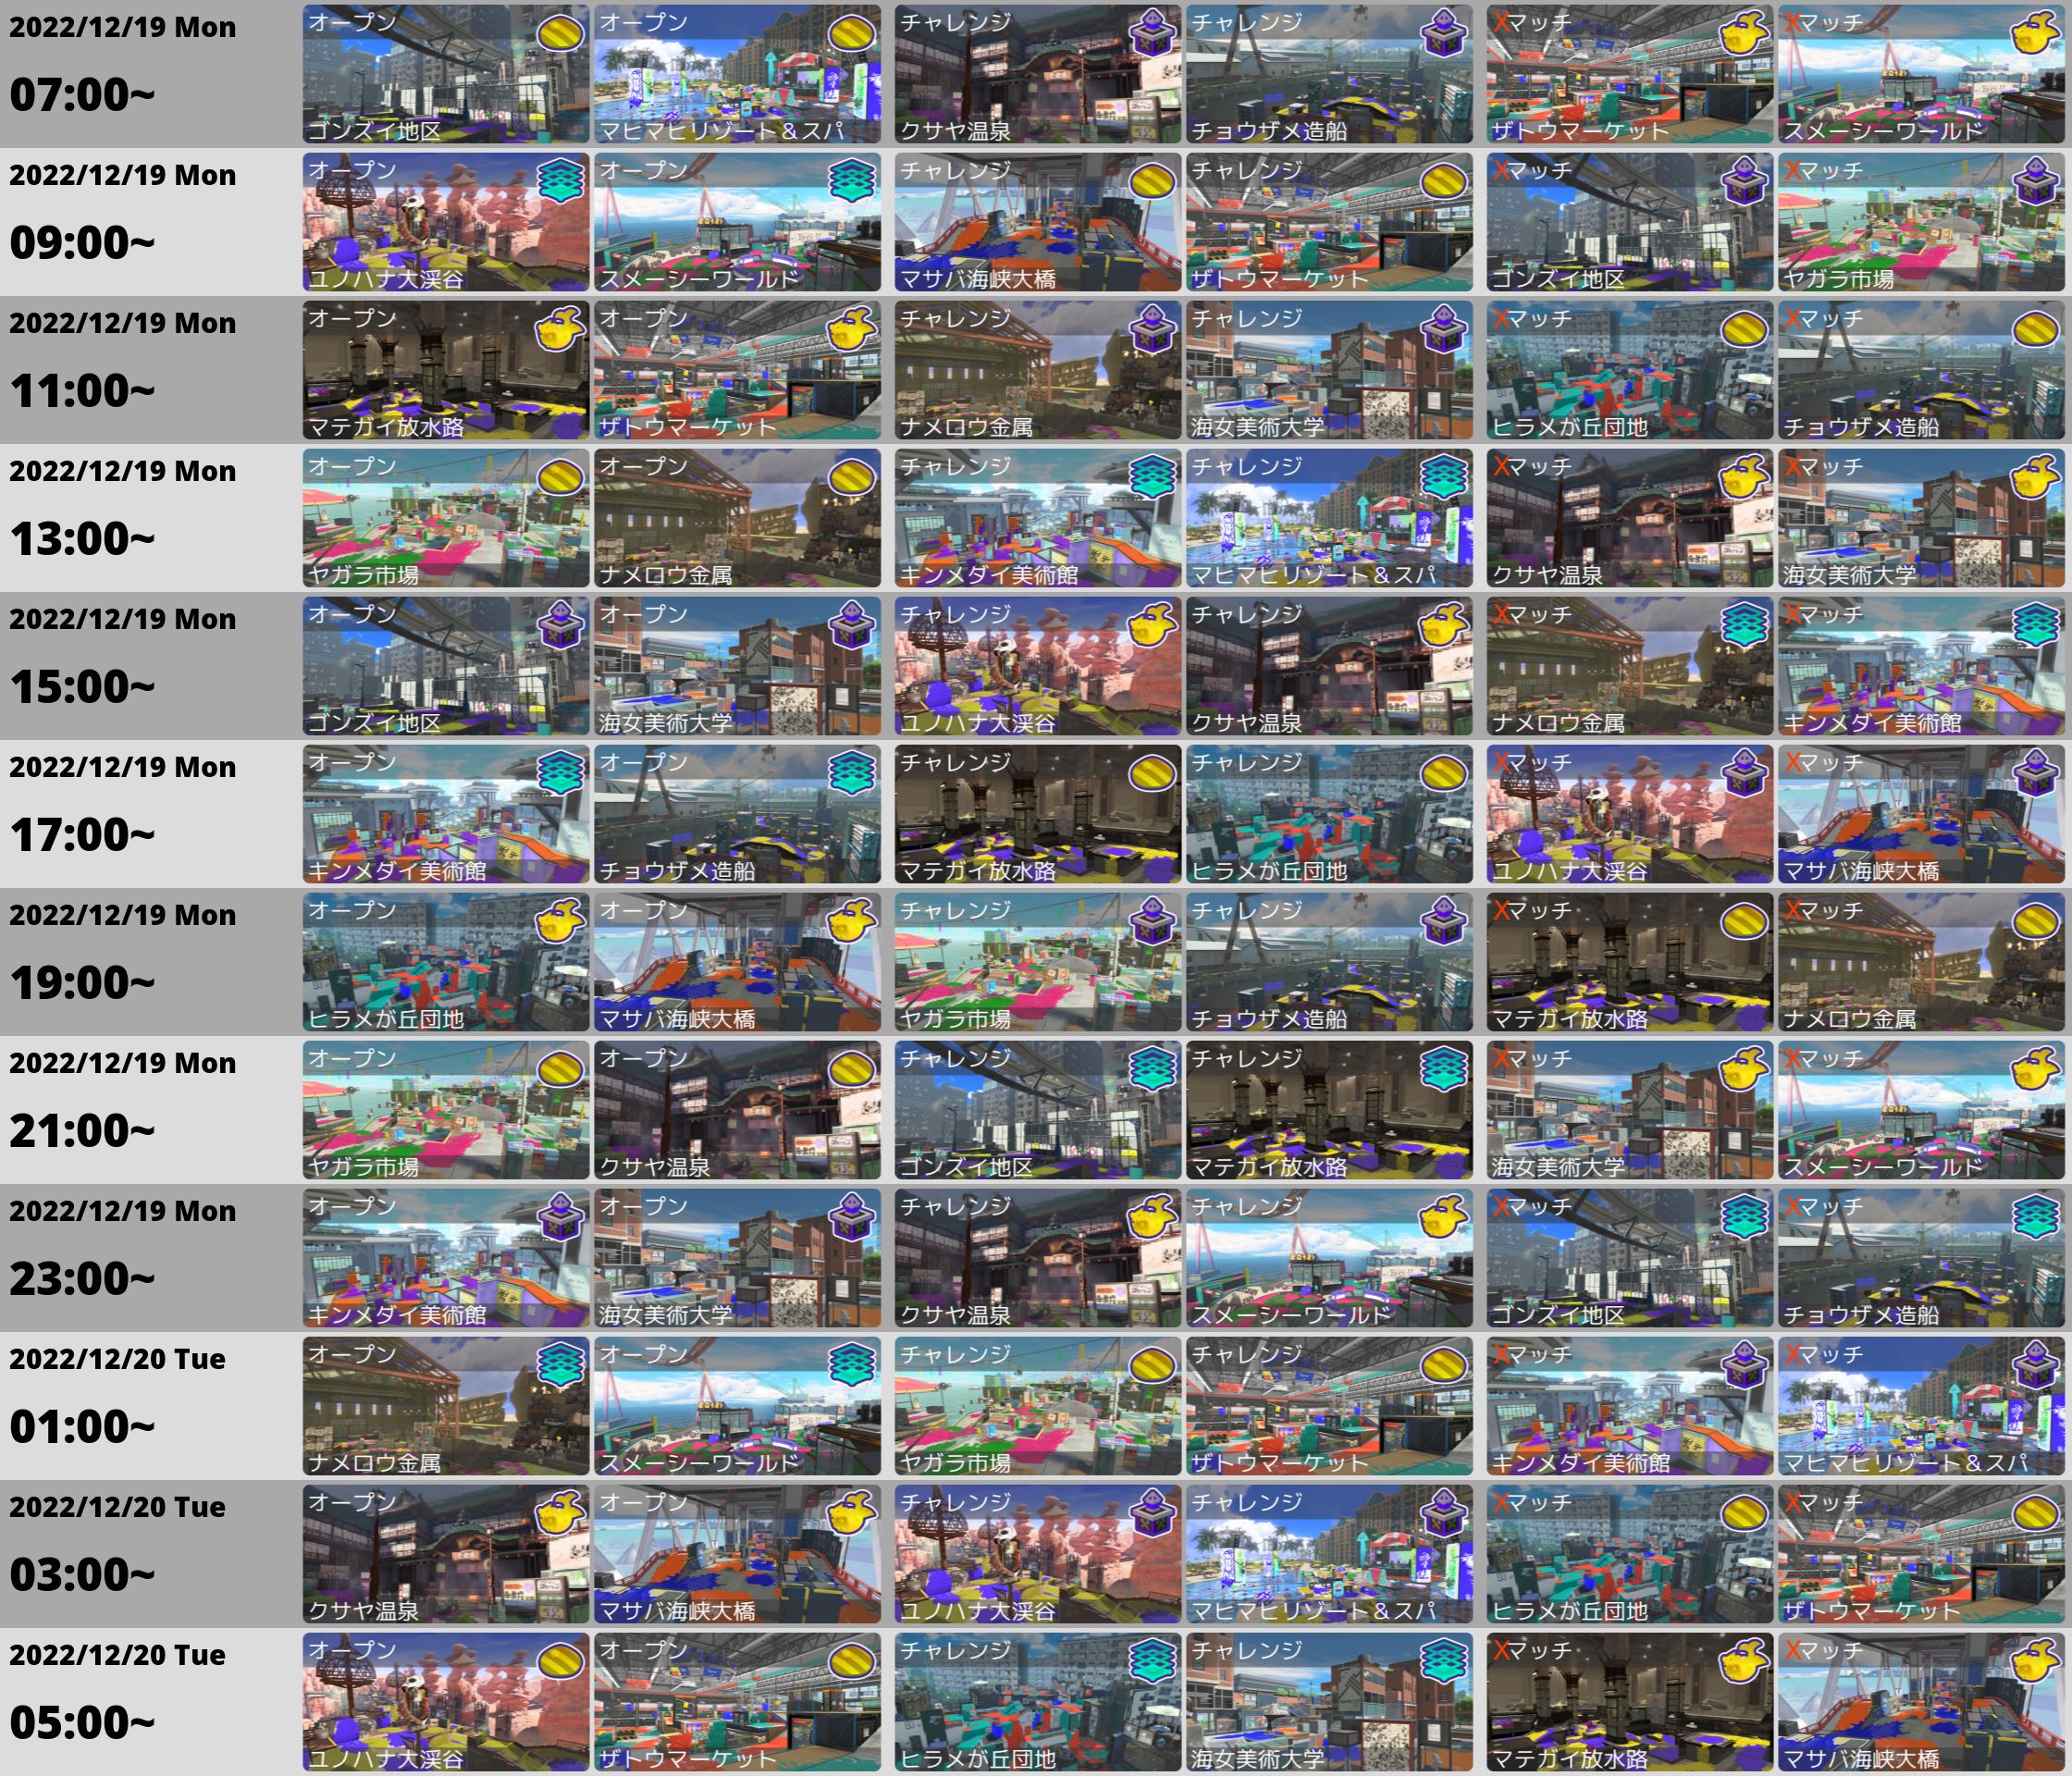 2022/12/19 Mon
07:00~
オープン オープン チャレンジ チャレンジ Xマッチ Xマッチ
ゴンズイ地区 マヒマヒリゾート＆スパ クサヤ温泉 チョウザメ造船 ザトウマーケット スメーシーワールド
2022/12/19 Mon
09:00~
オープン オープン チャレンジ チャレンジ Xマッチ Xマッチ
ユノハナ大渓谷 スメーシーワールド マサバ海峡大橋 ザトウマーケット ゴンズイ地区 ヤガラ市場
2022/12/19 Mon
11:00~
オープン オープン チャレンジ チャレンジ Xマッチ Xマッチ
マテガイ放水路 ザトウマーケット ナメロウ金属 海女美術大学 ヒラメが丘団地 チョウザメ造船
2022/12/19 Mon
13:00~
オープン オープン チャレンジ チャレンジ Xマッチ Xマッチ
ヤガラ市場 ナメロウ金属 キンメダイ美術館 マヒマヒリゾート＆スパ クサヤ温泉 海女美術大学
2022/12/19 Mon
15:00~
オープン オープン チャレンジ チャレンジ Xマッチ Xマッチ
ゴンズイ地区 海女美術大学 ユノハナ大渓谷 クサヤ温泉 ナメロウ金属 キンメダイ美術館
2022/12/19 Mon
17:00~
オープン オープン チャレンジ チャレンジ Xマッチ Xマッチ
キンメダイ美術館 チョウザメ造船 マテガイ放水路 ヒラメが丘団地 ユノハナ大渓谷 マサバ海峡大橋
2022/12/19 Mon
19:00~
オープン オープン チャレンジ チャレンジ Xマッチ Xマッチ
ヒラメが丘団地 マサバ海峡大橋 ヤガラ市場 チョウザメ造船 マテガイ放水路 ナメロウ金属
2022/12/19 Mon
21:00~
オープン オープン チャレンジ チャレンジ Xマッチ Xマッチ
ヤガラ市場 クサヤ温泉 ゴンズイ地区 マテガイ放水路 海女美術大学 スメーシーワールド
2022/12/19 Mon
23:00~
オープン オープン チャレンジ チャレンジ Xマッチ Xマッチ
キンメダイ美術館 海女美術大学 クサヤ温泉 スメーシーワールド ゴンズイ地区 チョウザメ造船
2022/12/20 Tue
01:00~
オープン オープン チャレンジ チャレンジ Xマッチ Xマッチ
ナメロウ金属 スメーシーワールド ヤガラ市場 ザトウマーケット キンメダイ美術館 マヒマヒリゾート＆スパ
2022/12/20 Tue
03:00~
オープン オープン チャレンジ チャレンジ Xマッチ Xマッチ
クサヤ温泉 マサバ海峡大橋 ユノハナ大渓谷 マヒマヒリゾート＆スパ ヒラメが丘団地 ザトウマーケット
2022/12/20 Tue
05:00~
オープン オープン チャレンジ チャレンジ Xマッチ Xマッチ
ユノハナ大渓谷 ザトウマーケット ヒラメが丘団地 海女美術大学 マテガイ放水路 マサバ海峡大橋